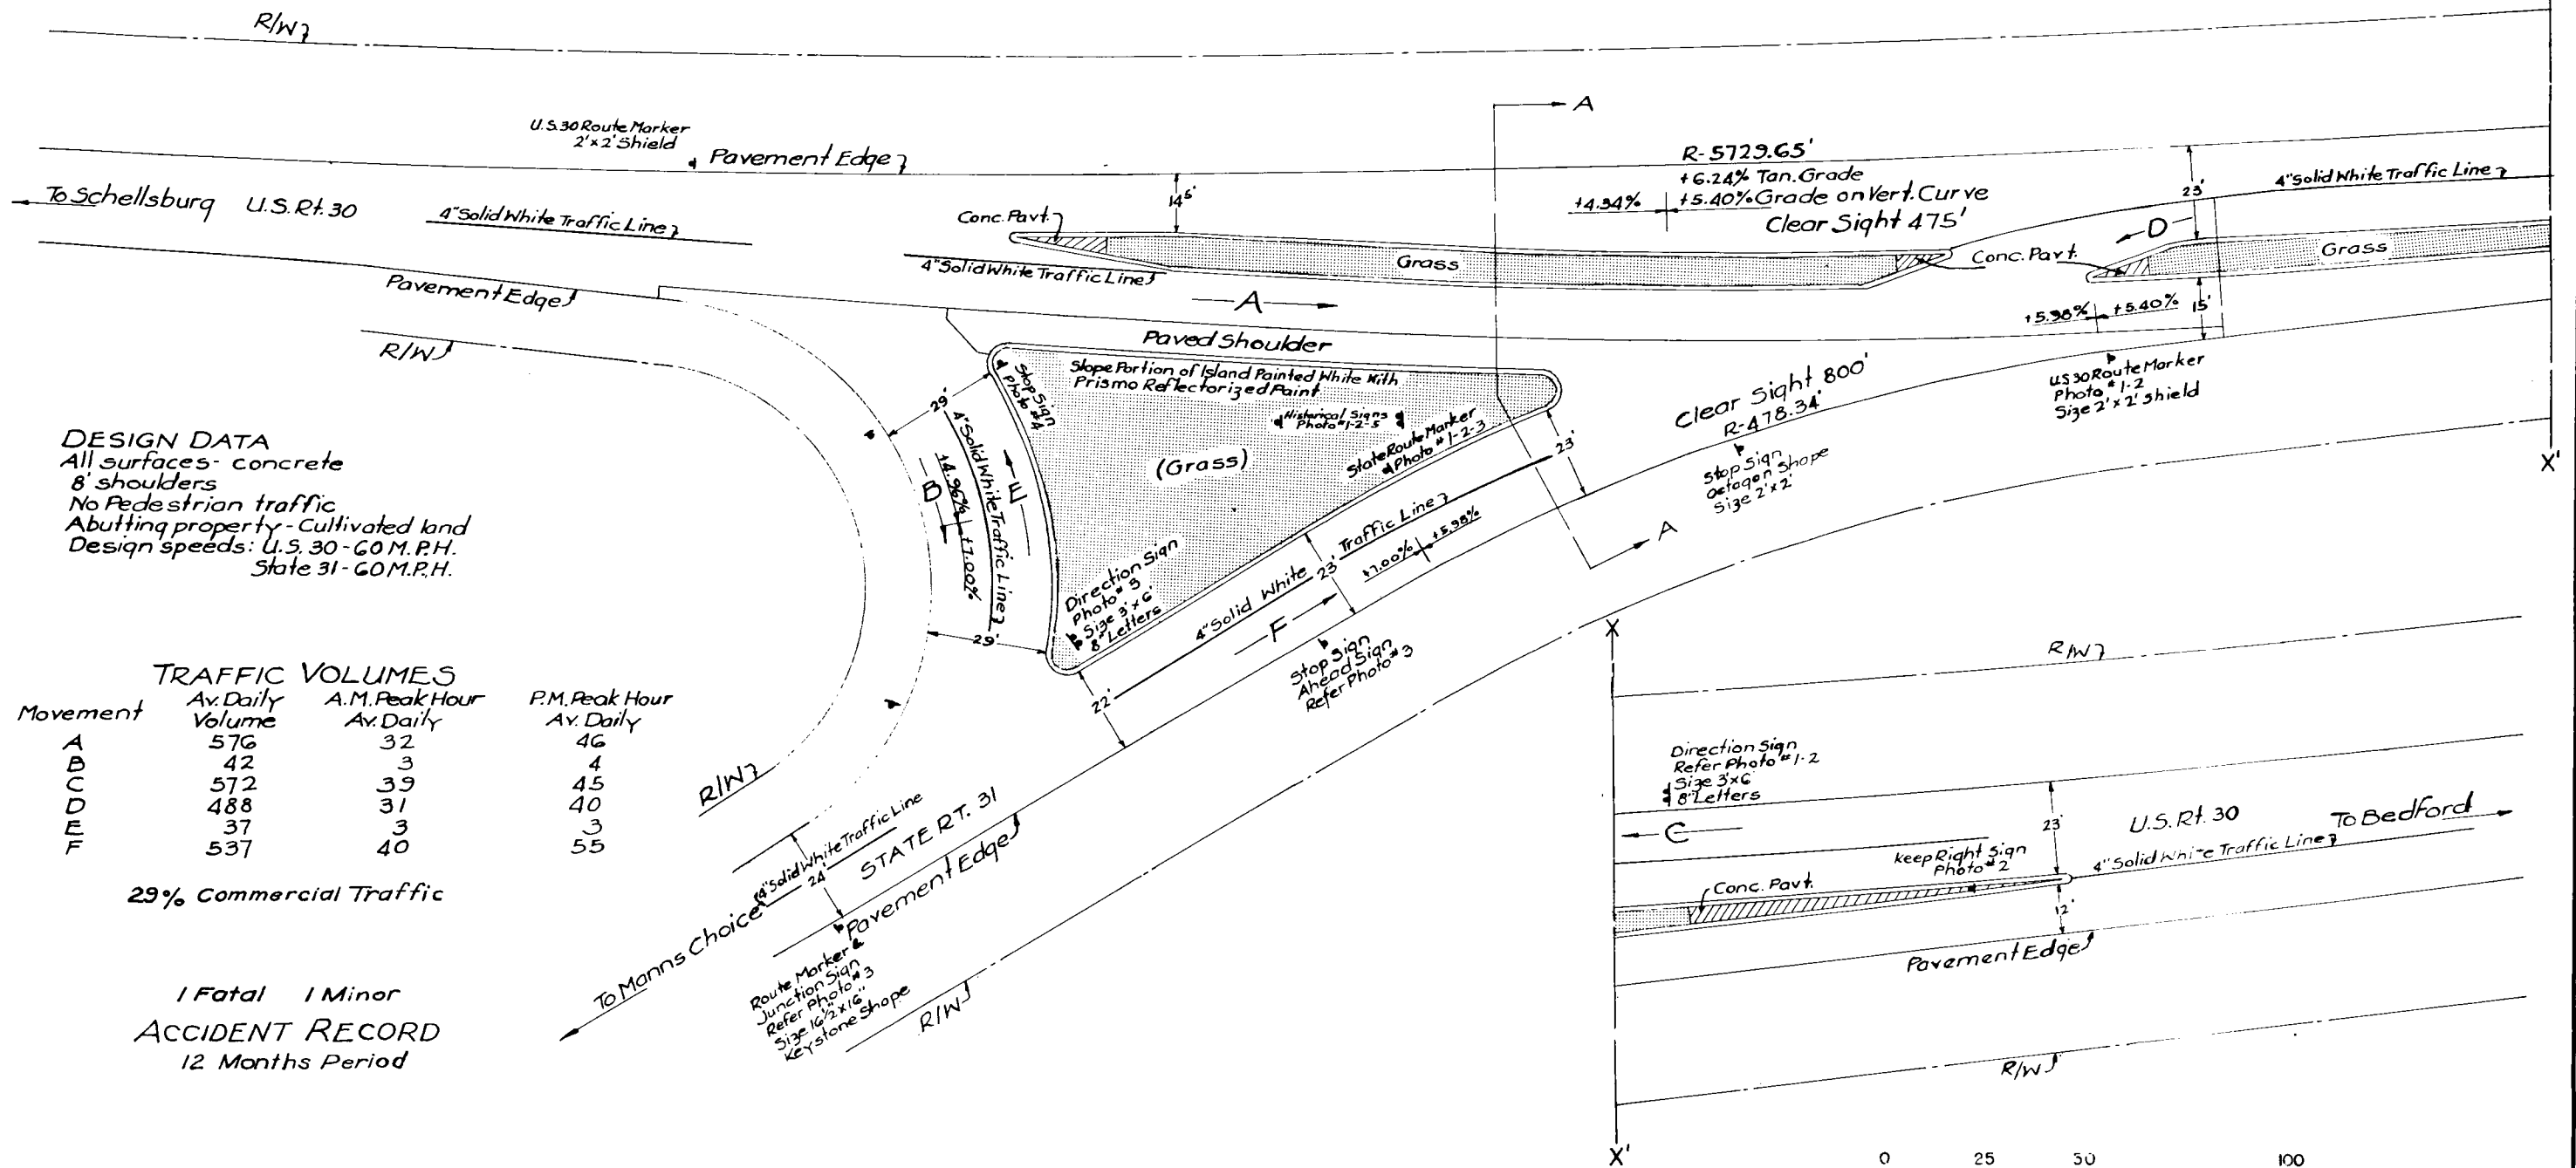 R/W
U.S.30 Route Marker
2'x2' Shield
Pavement Edge
A
R-5729.65'
+6.24% Tan. Grade
+4.94% +5.40% Grade on Vert. Curve
Clear Sight 475'
23'
4" Solid White Traffic Line
To Schellsburg U.S. Rt. 30
4" Solid White Traffic Line
14.5'
Conc. Pavt.
Grass
D
Conc. Pavt.
Grass
4" Solid White Traffic Line
A
Pavement Edge
R/W
+5.98% +5.40%
15'
Paved Shoulder
Slope Portion of Island Painted White With
Prismo Reflectorized Paint
Stop Sign
Photo #4
Historical Signs
Photo #1-2-5
State Route Marker
Photo #1-2-3
(Grass)
Clear Sight 800'
R-478.34'
U.S 30 Route Marker
Photo #1-2
Size 2'x2' Shield
Stop Sign
Octagon Shape
Size 2'x2'
X'
29'
4" Solid White Traffic Line
B
E
+4.96% +7.00%
29'
23'
A
Direction Sign
Photo #5
Size 3'x6'
8" Letters
4" Solid White Traffic Line
23'
+7.00% +5.98%
F
22'
Stop Sign
Ahead Sign
Refer Photo #3
DESIGN DATA
All surfaces - concrete
8' shoulders
No Pedestrian traffic
Abutting property - Cultivated land
Design speeds: U.S. 30 - 60 M.P.H.
State 31 - 60 M.P.H.
TRAFFIC VOLUMES
Movement Av. Daily Volume A.M. Peak Hour Av. Daily P.M. Peak Hour Av. Daily
A 576 32 46
B 42 3 4
C 572 39 45
D 488 31 40
E 37 3 3
F 537 40 55
29% Commercial Traffic
1 Fatal 1 Minor
ACCIDENT RECORD
12 Months Period
R/W
4" Solid White Traffic Line
24'
STATE RT. 31
Pavement Edge
To Manns Choice
Route Marker &
Junction Sign
Refer Photo #3
Size 16 1/2" x 16"
Keystone Shape
R/W
X
R/W
Direction Sign
Refer Photo #1-2
Size 3'x6'
8" Letters
C
23'
U.S. Rt. 30 To Bedford
Keep Right Sign
Photo #2
4" Solid White Traffic Line
Conc. Pavt.
12'
Pavement Edge
R/W
X'
0 25 50 100